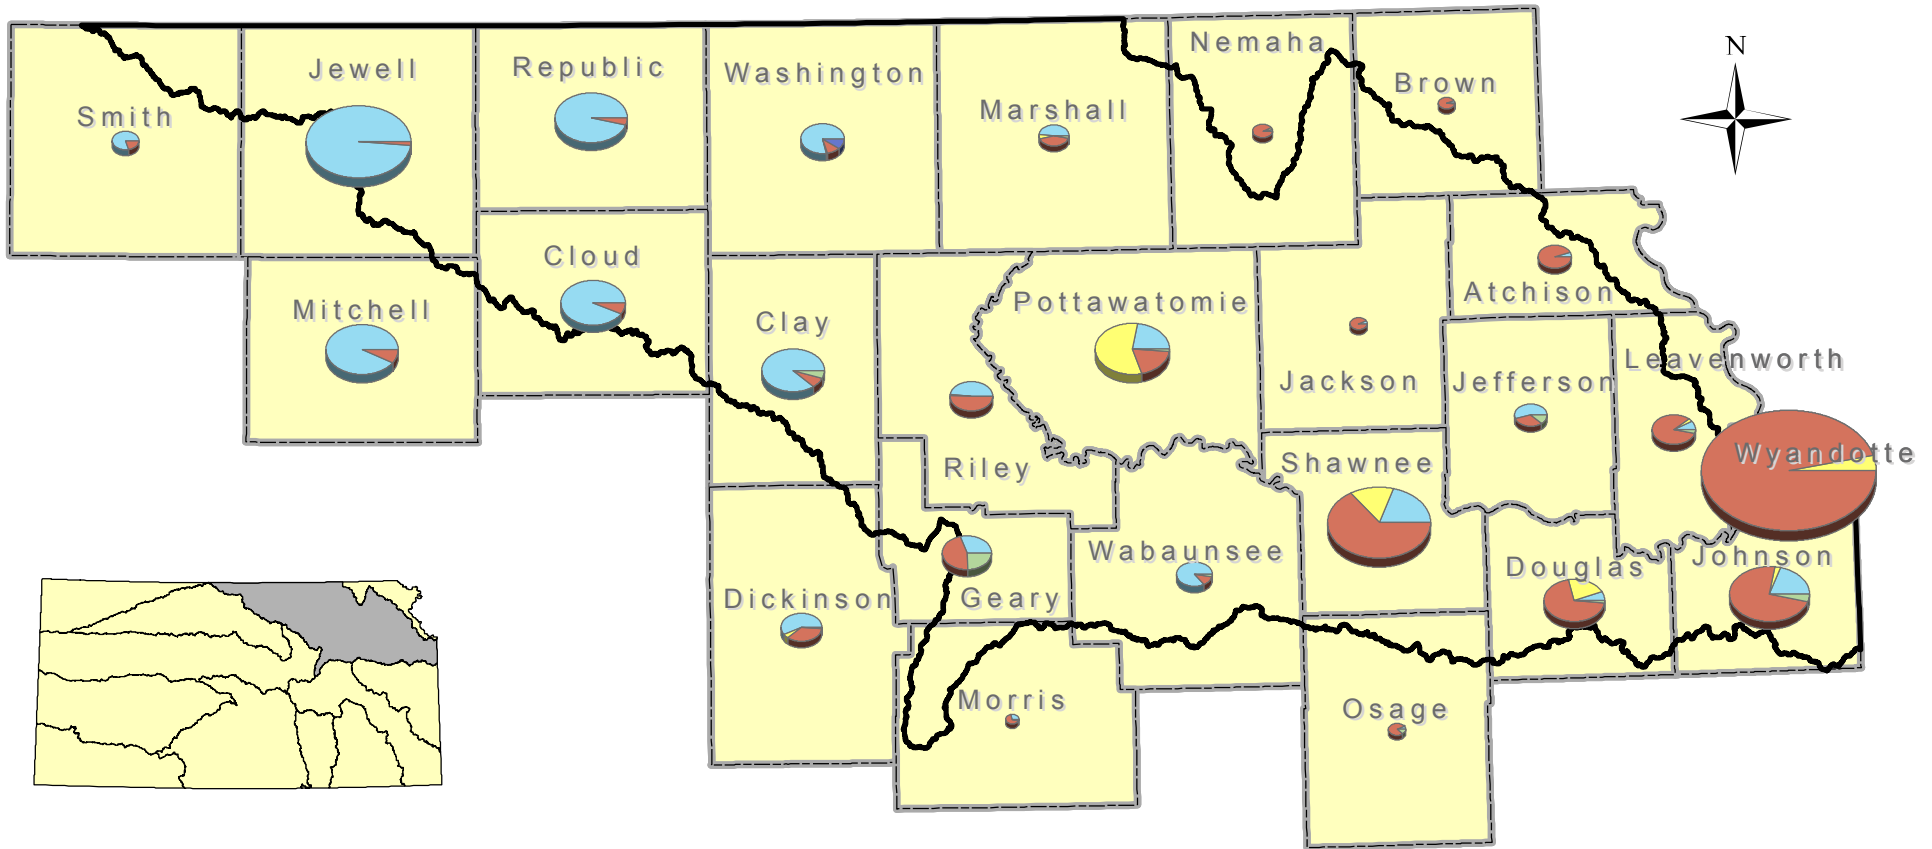 Nemaha
N
Jewell
Republic
Washington
Brown
Smith
Marshall
Cloud
Mitchell
Clay
Pottawatomie
Atchison
Jackson
Jefferson
Leavenworth
Riley
Shawnee
Wyandotte
Dickinson
Geary
Wabaunsee
Douglas
Johnson
Morris
Osage